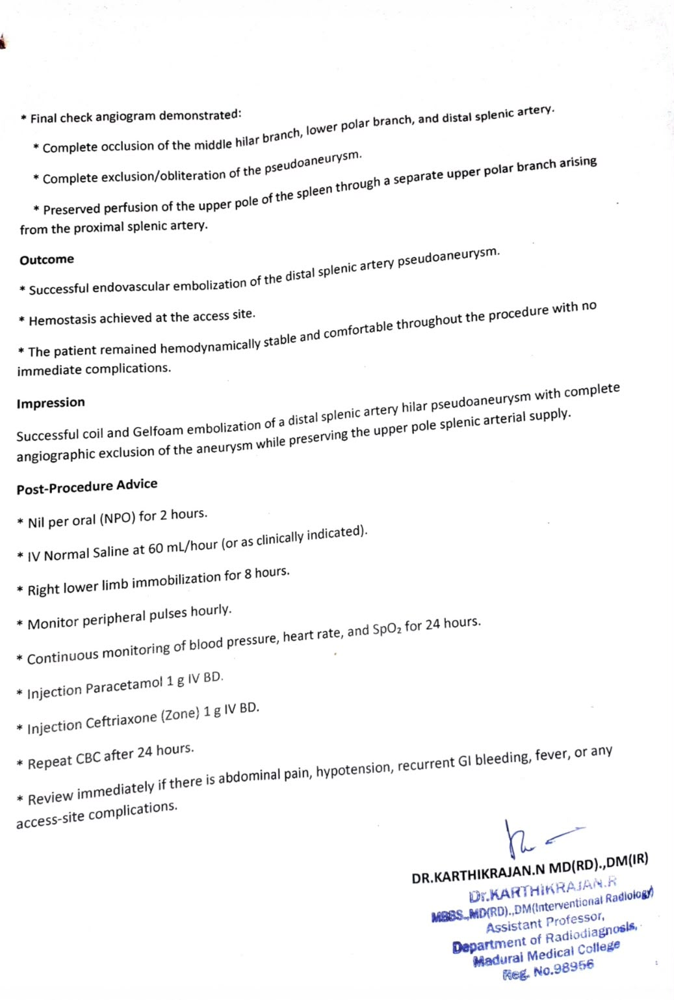 * Final check angiogram demonstrated:
* Complete occlusion of the middle hilar branch, lower polar branch, and distal splenic artery.
* Complete exclusion/obliteration of the pseudoaneurysm.
* Preserved perfusion of the upper pole of the spleen through a separate upper polar branch arising
from the proximal splenic artery.
Outcome
* Successful endovascular embolization of the distal splenic artery pseudoaneurysm.
* Hemostasis achieved at the access site.
* The patient remained hemodynamically stable and comfortable throughout the procedure with no
immediate complications.
Impression
Successful coil and Gelfoam embolization of a distal splenic artery hilar pseudoaneurysm with complete
angiographic exclusion of the aneurysm while preserving the upper pole splenic arterial supply.
Post-Procedure Advice
* Nil per oral (NPO) for 2 hours.
* IV Normal Saline at 60 mL/hour (or as clinically indicated).
* Right lower limb immobilization for 8 hours.
* Monitor peripheral pulses hourly.
* Continuous monitoring of blood pressure, heart rate, and SpO₂ for 24 hours.
* Injection Paracetamol 1 g IV BD.
* Injection Ceftriaxone (Zone) 1 g IV BD.
* Repeat CBC after 24 hours.
* Review immediately if there is abdominal pain, hypotension, recurrent GI bleeding, fever, or any
access-site complications.
DR.KARTHIKRAJAN.N MD(RD).,DM(IR)
Dr.KARTHIKRAJAN.R
MBBS.,MD(RD).,DM(Interventional Radiology)
Assistant Professor,
Department of Radiodiagnosis,
Madurai Medical College
Reg. No.98956